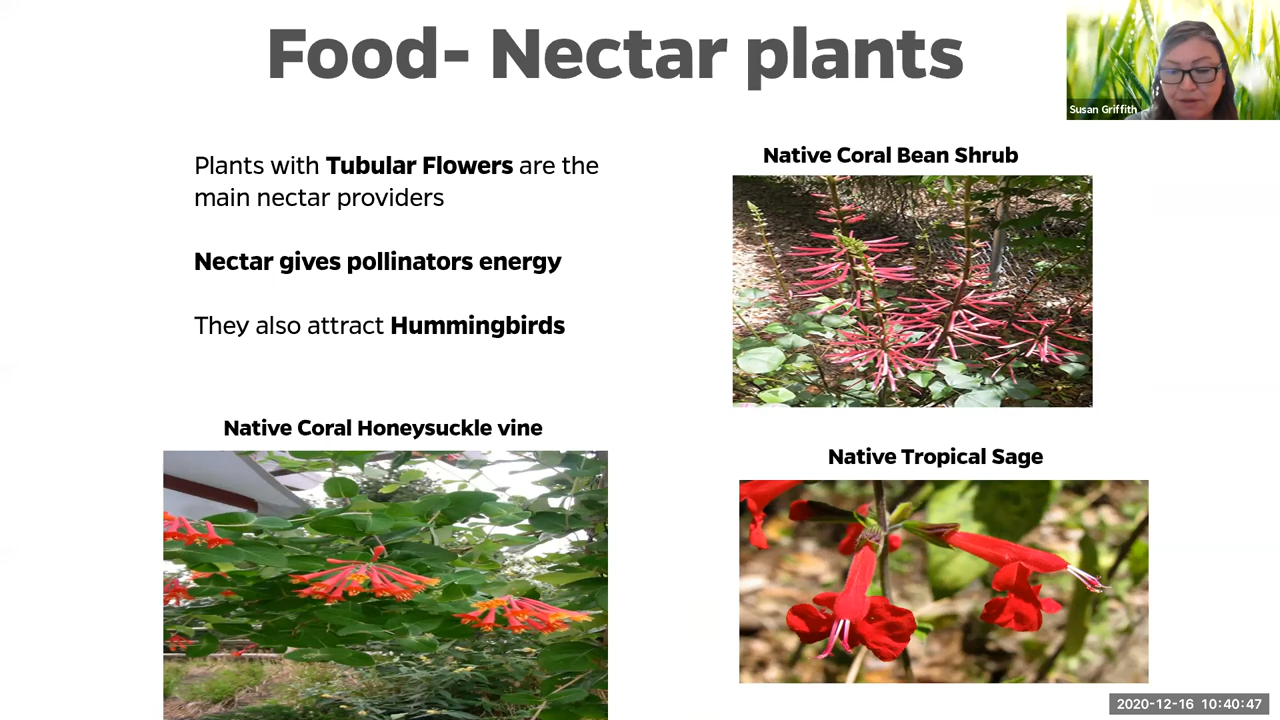 Food- Nectar plants
Susan Griffith
Plants with Tubular Flowers are the
main nectar providers
Nectar gives pollinators energy
They also attract Hummingbirds
Native Coral Bean Shrub
Native Coral Honeysuckle vine
Native Tropical Sage
2020-12-16 10:40:47